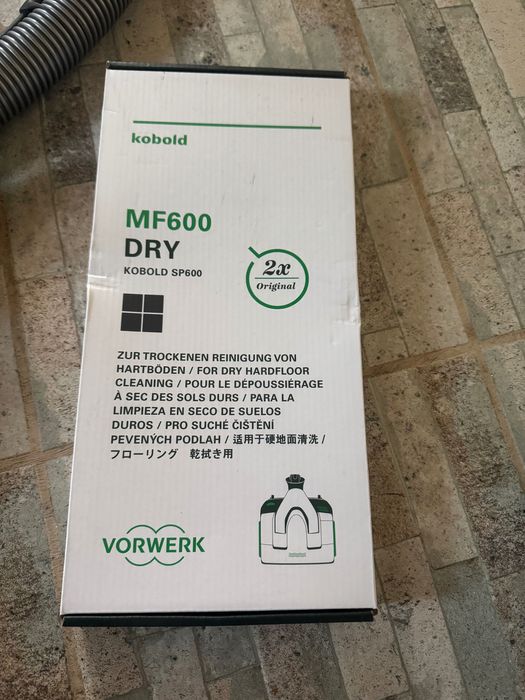 kobold
MF600
DRY
KOBOLD SP600
2x
Original
ZUR TROCKENEN REINIGUNG VON
HARTBÖDEN / FOR DRY HARDFLOOR
CLEANING / POUR LE DÉPOUSSIÉRAGE
À SEC DES SOLS DURS / PARA LA
LIMPIEZA EN SECO DE SUELOS
DUROS / PRO SUCHÉ ČIŠTĚNÍ
PEVENÝCH PODLAH / 适用于硬地面清洗 /
フローリング　乾拭き用
VORWERK